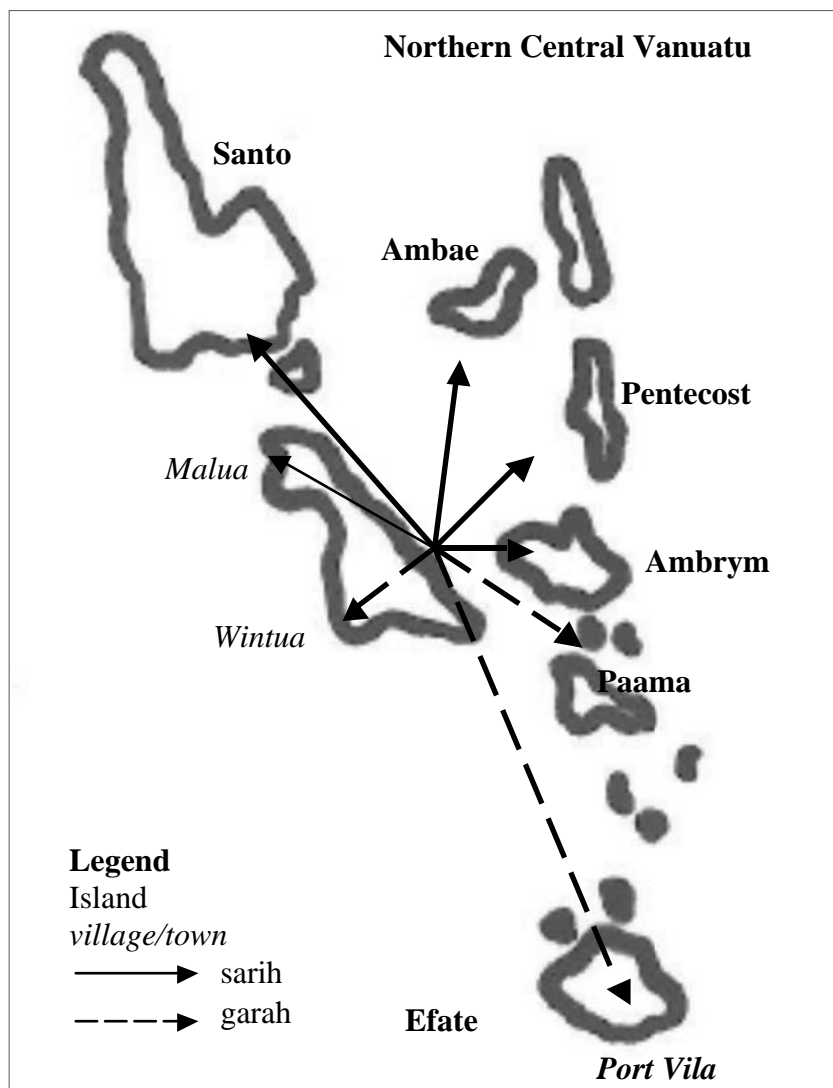 Northern Central Vanuatu
Santo
Ambae
Pentecost
Malua
Ambrym
Wintua
Paama
Legend
Island
village/town
sarih
garah
Efate
Port Vila